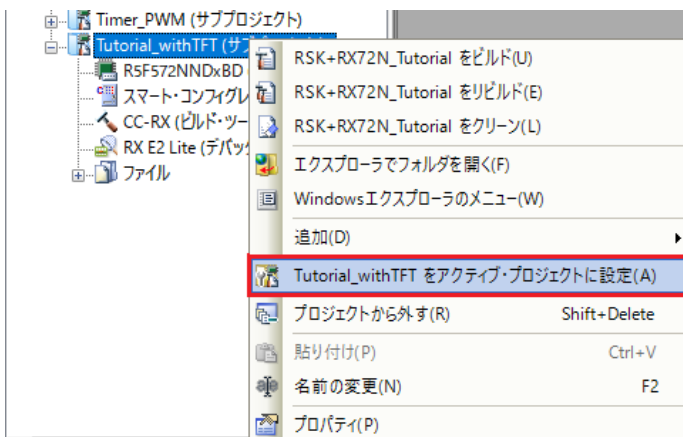 Timer_PWM (サブプロジェクト)
Tutorial_withTFT (サブ
R5F572NNDxBD
スマート・コンフィグレ
CC-RX (ビルド・ツー
RX E2 Lite (デバッ
ファイル
RSK+RX72N_Tutorial をビルド(U)
RSK+RX72N_Tutorial をリビルド(E)
RSK+RX72N_Tutorial をクリーン(L)
エクスプローラでフォルダを開く(F)
Windowsエクスプローラのメニュー(W)
追加(D)
Tutorial_withTFT をアクティブ・プロジェクトに設定(A)
プロジェクトから外す(R) Shift+Delete
貼り付け(P) Ctrl+V
名前の変更(N) F2
プロパティ(P)